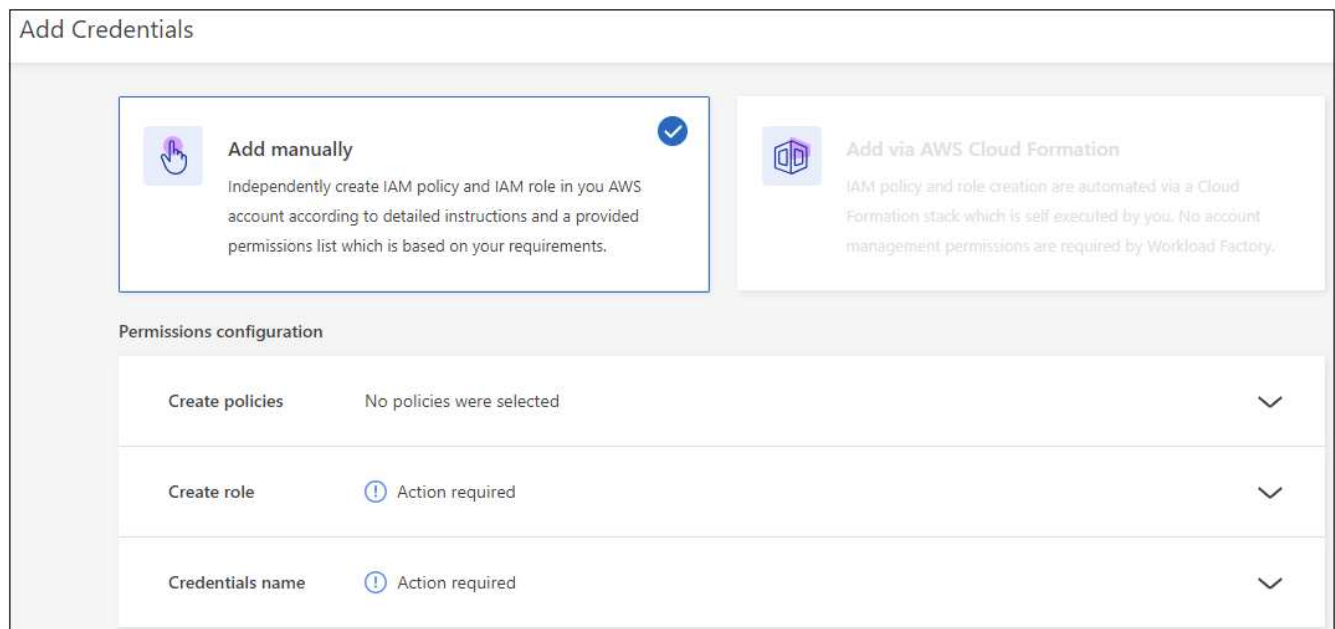 Add Credentials
Add manually
Independently create IAM policy and IAM role in you AWS
account according to detailed instructions and a provided
permissions list which is based on your requirements.
Add via AWS Cloud Formation
IAM policy and role creation are automated via a Cloud
Formation stack which is self executed by you. No account
management permissions are required by Workload Factory.
Permissions configuration
Create policies No policies were selected
Create role Action required
Credentials name Action required